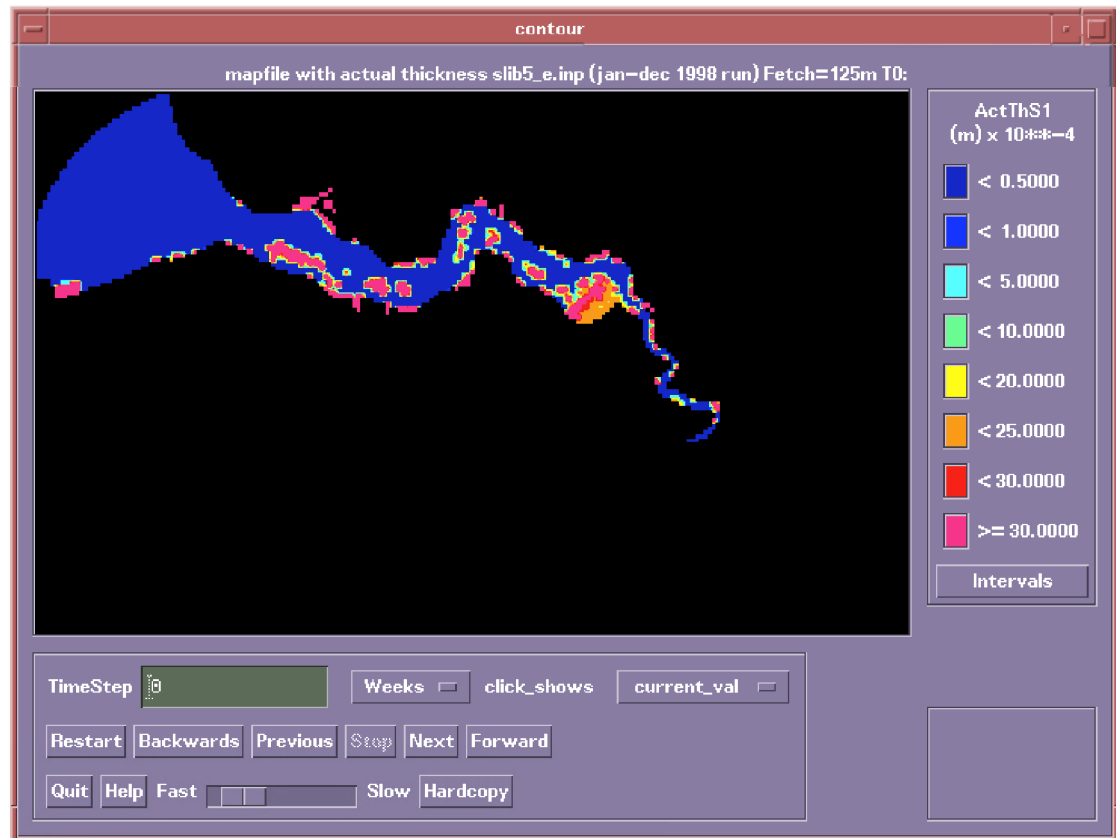 contour
mapfile with actual thickness slib5_e.inp (jan-dec 1998 run) Fetch=125m T0:
ActThS1
(m) x 10**-4
< 0.5000
< 1.0000
< 5.0000
< 10.0000
< 20.0000
< 25.0000
< 30.0000
>= 30.0000
Intervals
TimeStep 0 Weeks click_shows current_val
Restart Backwards Previous Stop Next Forward
Quit Help Fast Slow Hardcopy